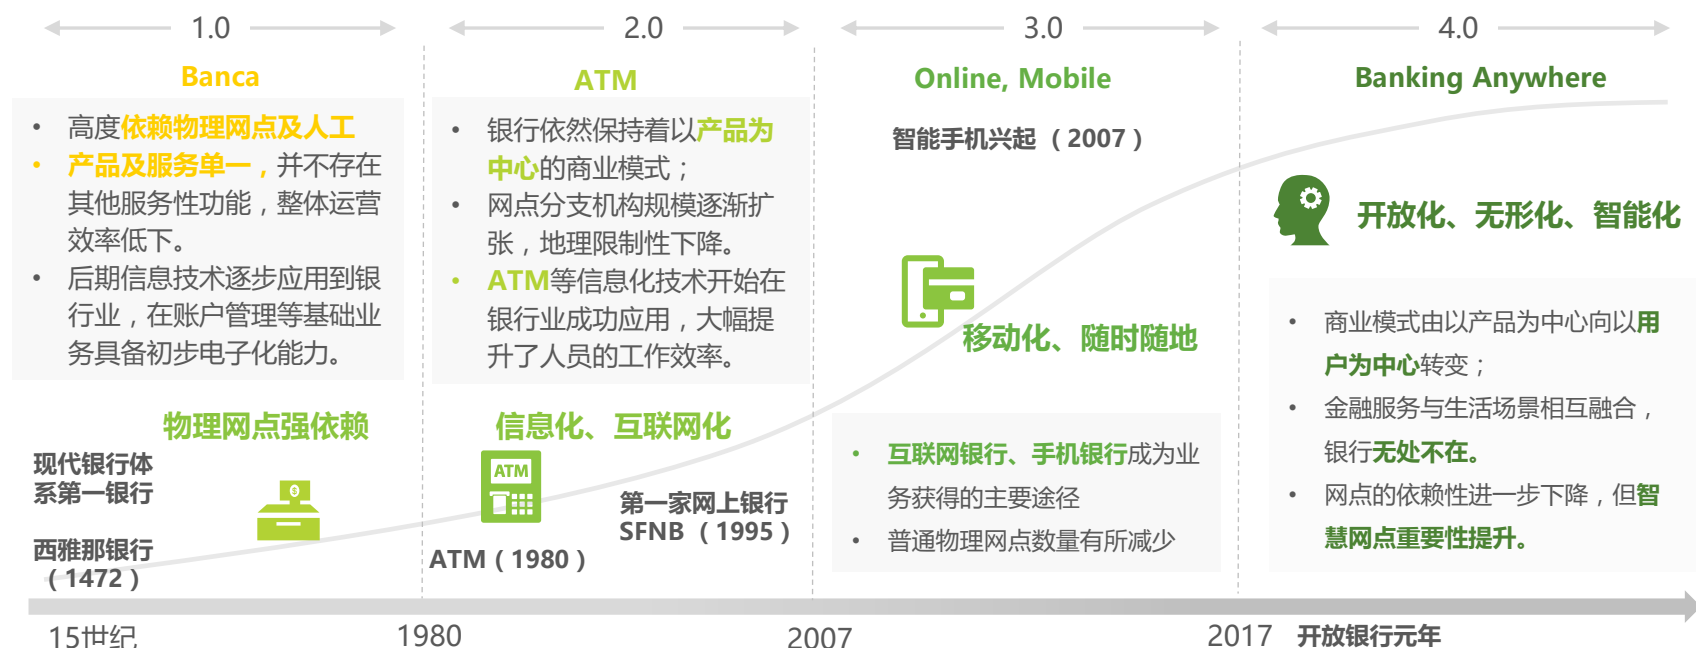 1.0
Banca
• 高度依赖物理网点及人工
• 产品及服务单一，并不存在
其他服务性功能，整体运营
效率低下。
• 后期信息技术逐步应用到银
行业，在账户管理等基础业
务具备初步电子化能力。
物理网点强依赖
现代银行体
系第一银行
西雅那银行
（1472）
2.0
ATM
• 银行依然保持着以产品为
中心的商业模式；
• 网点分支机构规模逐渐扩
张，地理限制性下降。
• ATM等信息化技术开始在
银行业成功应用，大幅提
升了人员的工作效率。
信息化、互联网化
ATM
ATM（1980）
第一家网上银行
SFNB （1995）
3.0
Online, Mobile
智能手机兴起 （2007）
移动化、随时随地
• 互联网银行、手机银行成为业
务获得的主要途径
• 普通物理网点数量有所减少
4.0
Banking Anywhere
开放化、无形化、智能化
• 商业模式由以产品为中心向以用
户为中心转变；
• 金融服务与生活场景相互融合，
银行无处不在。
• 网点的依赖性进一步下降，但智
慧网点重要性提升。
15世纪
1980
2007
2017 开放银行元年